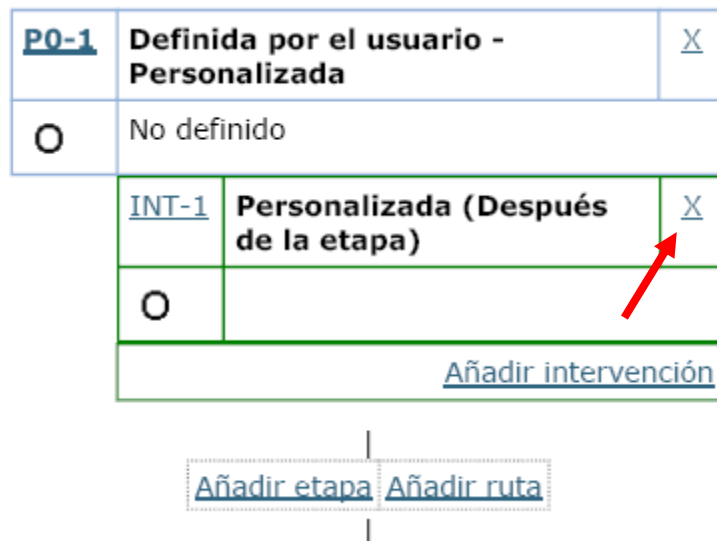 P0-1 Definida por el usuario - X
Personalizada
O No definido
INT-1 Personalizada (Después X
de la etapa)
O
Añadir intervención
Añadir etapa Añadir ruta